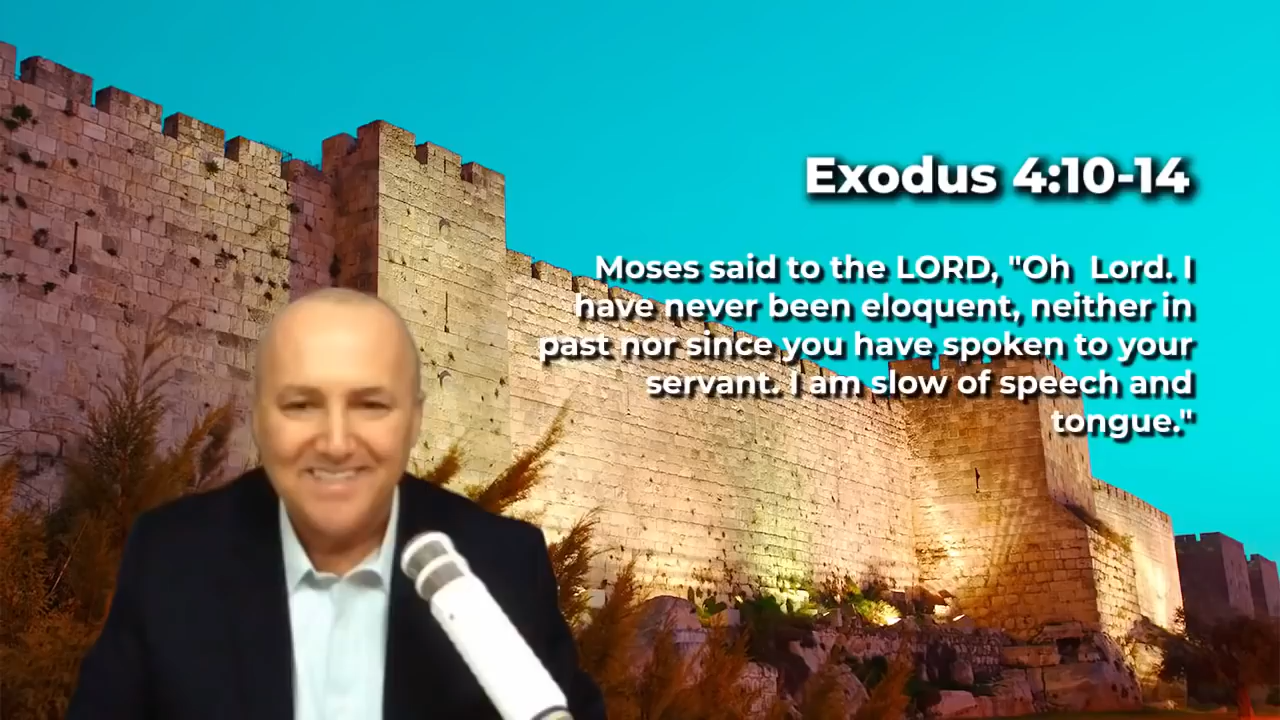 Exodus 4:10-14
Moses said to the LORD, "Oh  Lord. I
have never been eloquent, neither in
past nor since you have spoken to your
servant. I am slow of speech and
tongue."